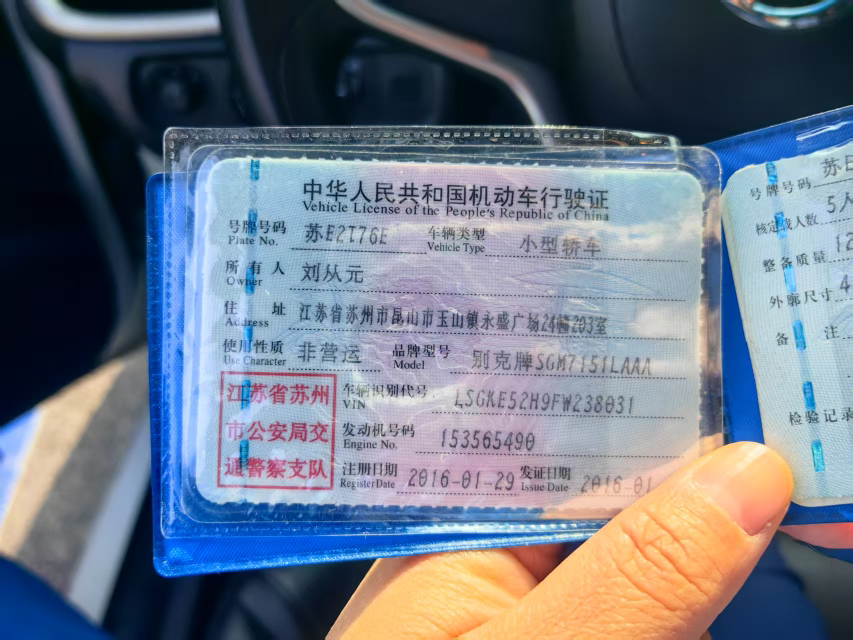 中华人民共和国机动车行驶证
Vehicle License of the People's Republic of China
号牌号码 苏E2T76E 车辆类型 小型轿车
Plate No. Vehicle Type
所有人 刘从元
Owner
住址 江苏省苏州市昆山市玉山镇永盛广场24幢203室
Address
使用性质 非营运 品牌型号 别克牌SGM7151LAAA
Use Character Model
江苏省苏州
市公安局交
通警察支队
车辆识别代号 LSGKE52H9FW238031
VIN
发动机号码 153565490
Engine No.
注册日期 2016-01-29 发证日期 2016-01
Register Date Issue Date
号牌号码 苏E
核定载人数 5人
整备质量 12
外廓尺寸 4
备注
检验记录